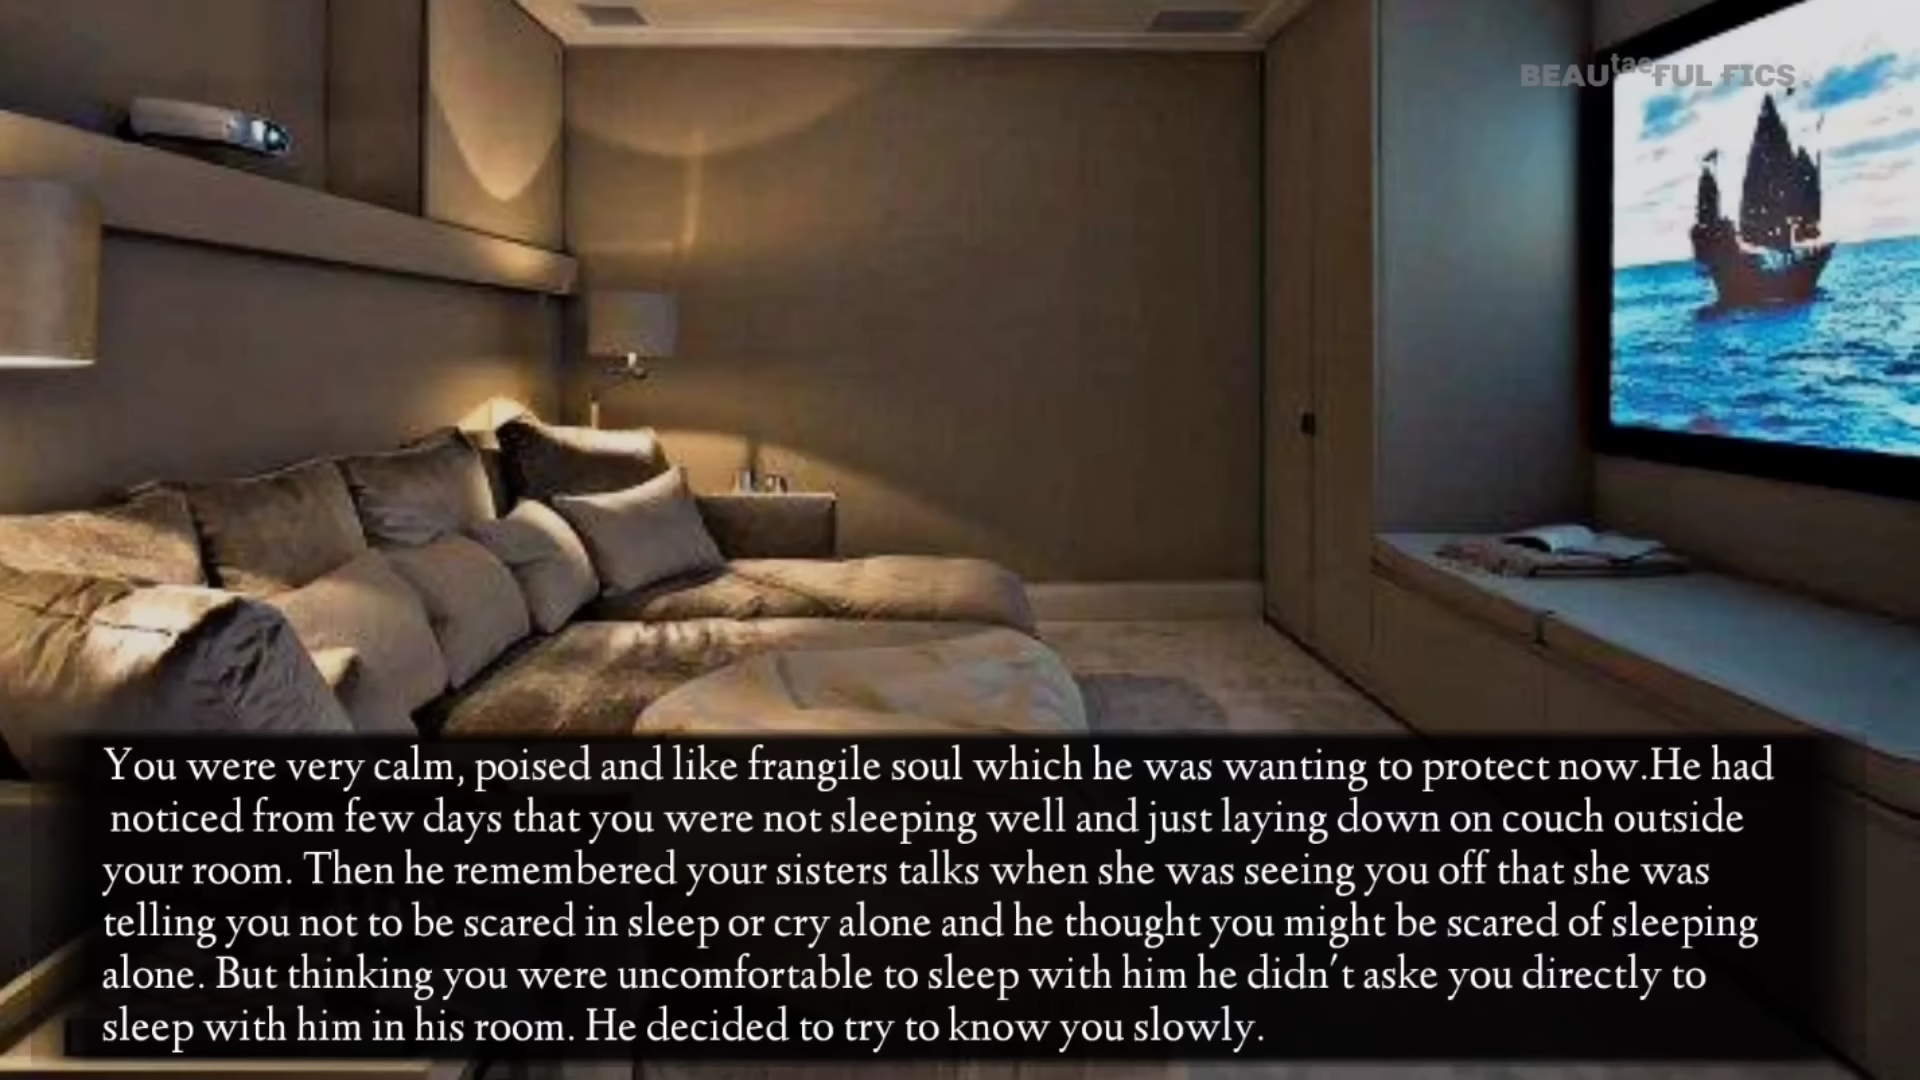 BEAUtaeFUL FICS
You were very calm, poised and like frangile soul which he was wanting to protect now.He had
noticed from few days that you were not sleeping well and just laying down on couch outside
your room. Then he remembered your sisters talks when she was seeing you off that she was
telling you not to be scared in sleep or cry alone and he thought you might be scared of sleeping
alone. But thinking you were uncomfortable to sleep with him he didn't aske you directly to
sleep with him in his room. He decided to try to know you slowly.